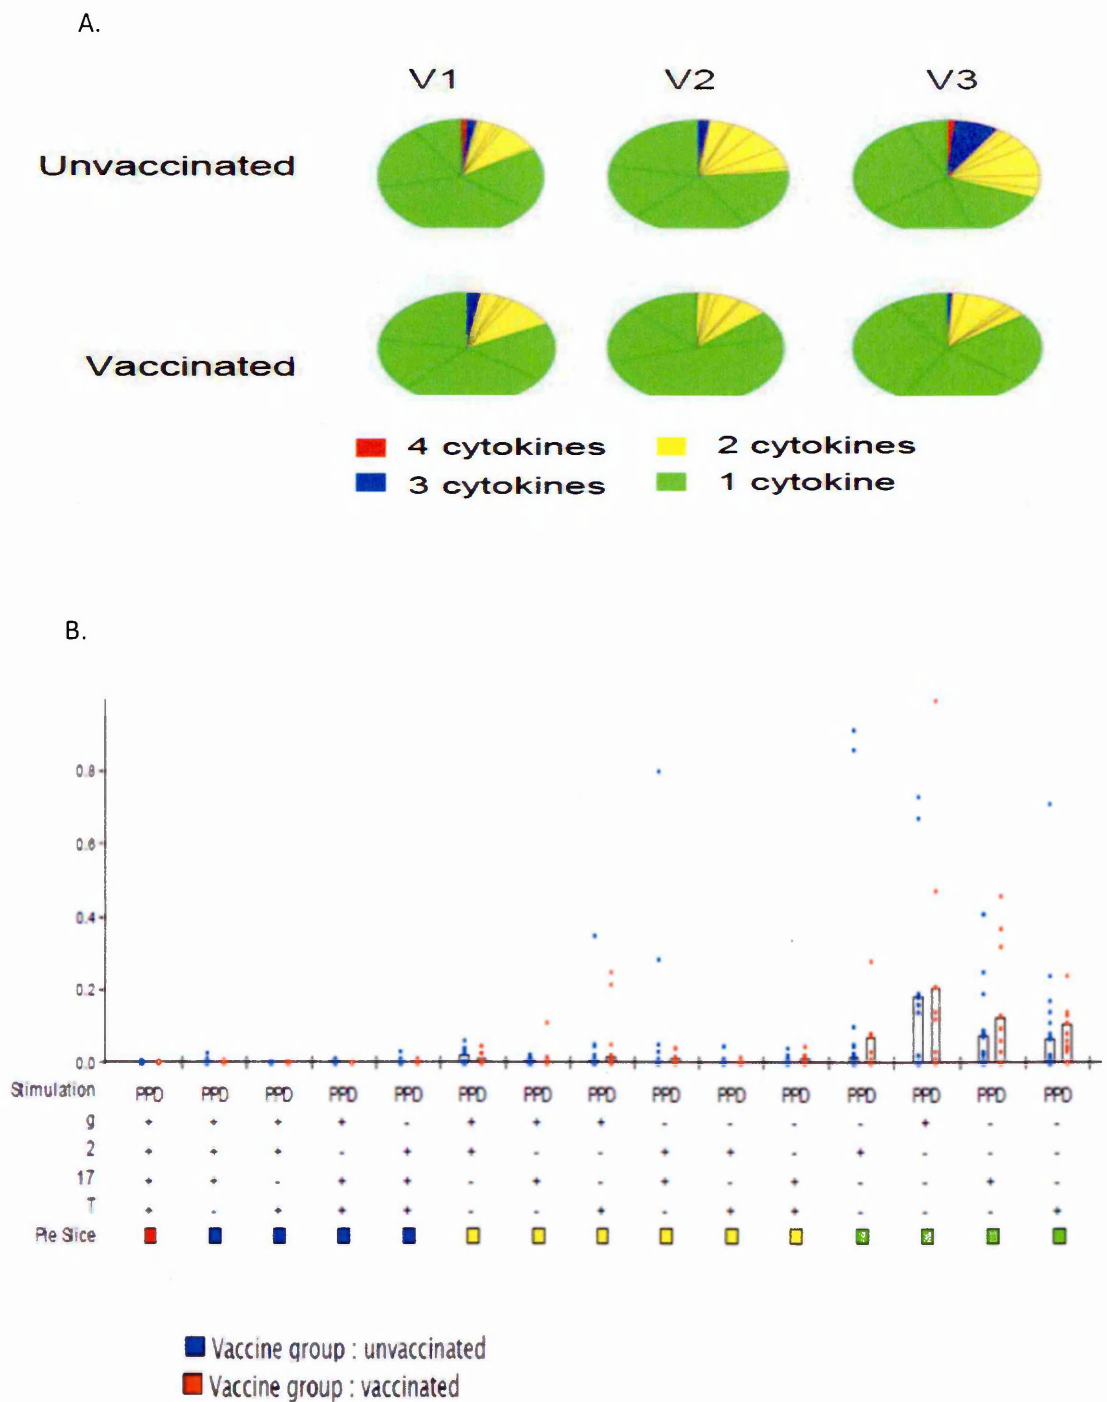 A.
V1 V2 V3
Unvaccinated
Vaccinated
4 cytokines 2 cytokines
3 cytokines 1 cytokine
B.
0.8
0.6
0.4
0.2
0.0
Stimulation PPD PPD PPD PPD PPD PPD PPD PPD PPD PPD PPD PPD PPD PPD PPD
g + + + + - + + + - - - - + - -
2 + + + - + + - - + + - + - - -
17 + + - + + - + - + - + - - + -
T + - + + + - - + - + + - - - +
Pie Slice
Vaccine group : unvaccinated
Vaccine group : vaccinated